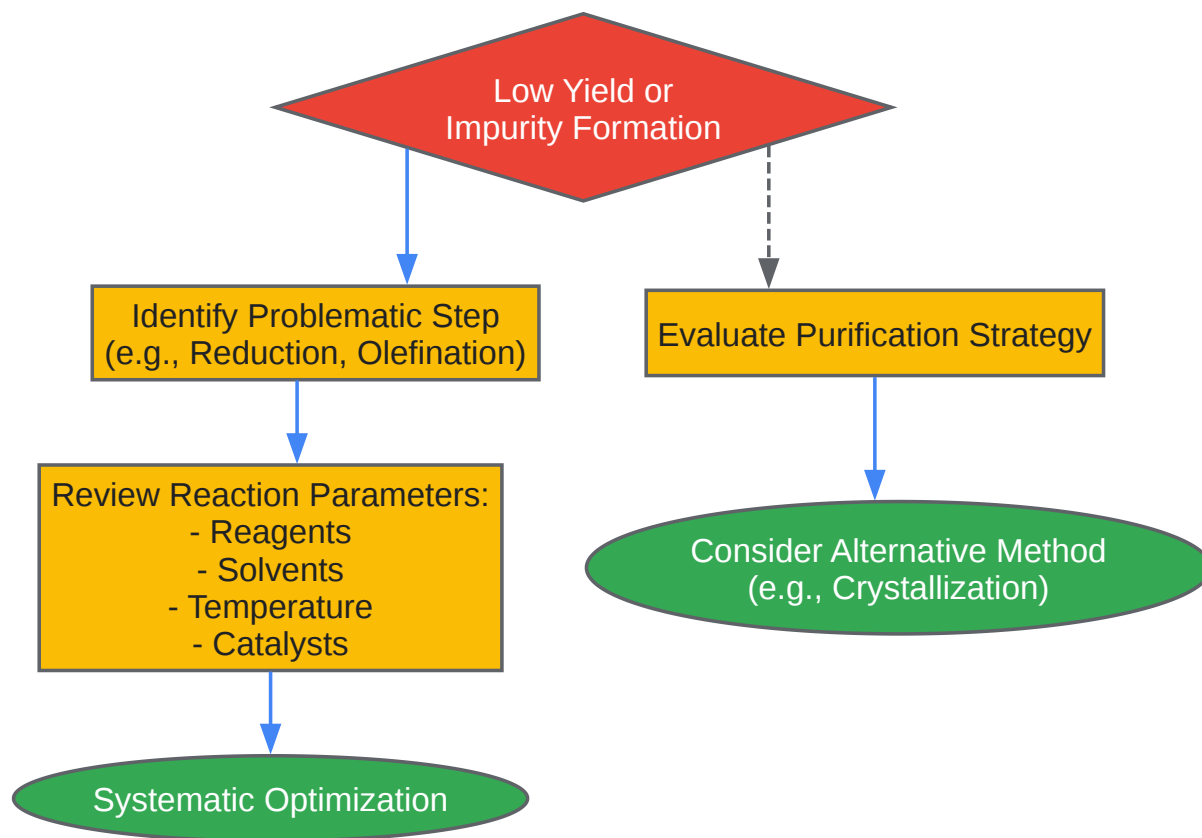 Low Yield or
Impurity Formation
Identify Problematic Step
(e.g., Reduction, Olefination)
Evaluate Purification Strategy
Review Reaction Parameters:
- Reagents
- Solvents
- Temperature
- Catalysts
Consider Alternative Method
(e.g., Crystallization)
Systematic Optimization